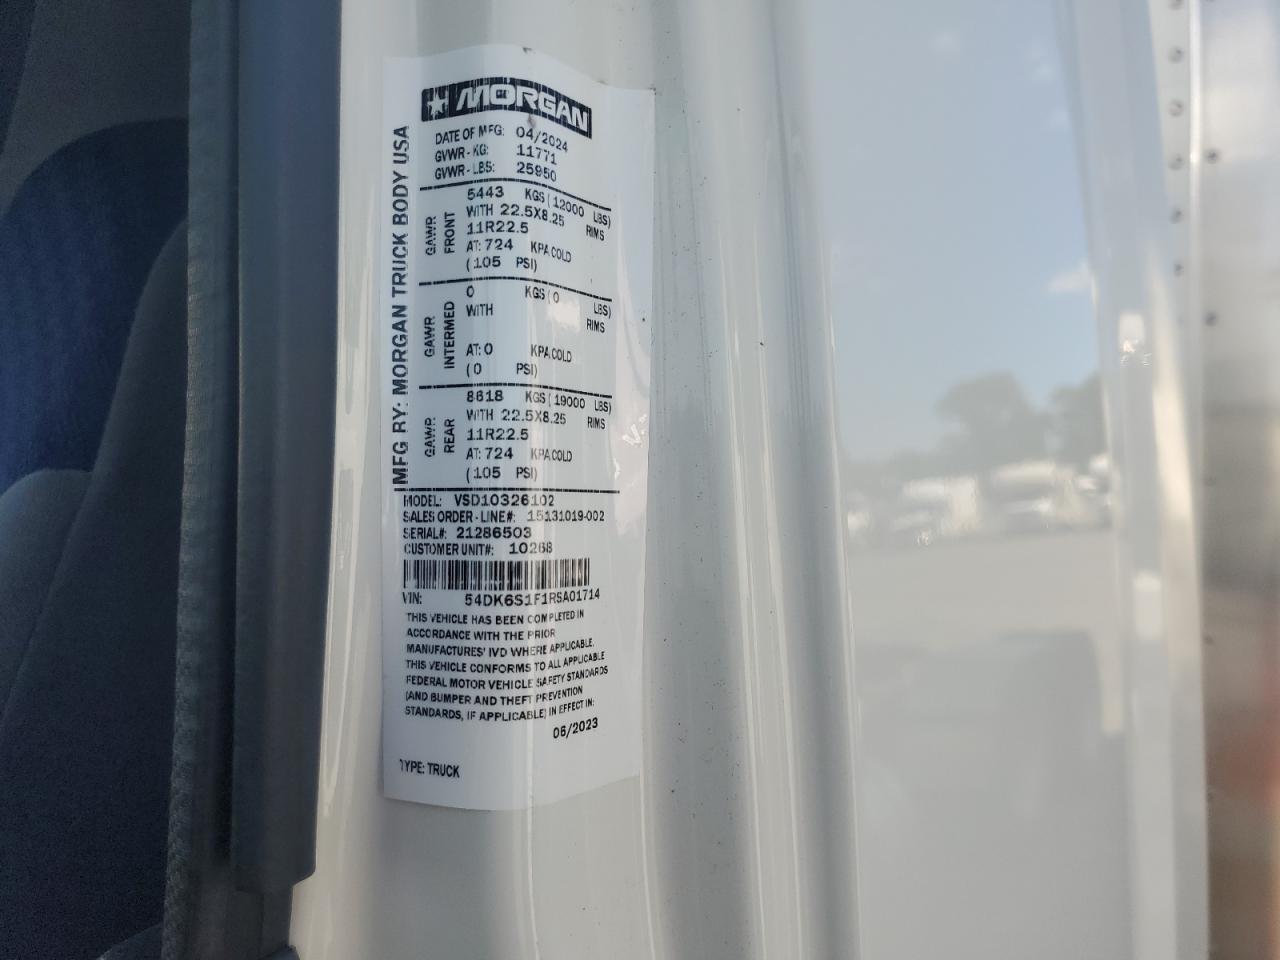 MORGAN
MFG BY: MORGAN TRUCK BODY USA
DATE OF MFG: 04/2024
GVWR - KG: 11771
GVWR - LBS: 25950
GAWR FRONT
5443 KGS ( 12000 LBS)
WITH 22.5X8.25 RIMS
11R22.5
AT: 724 KPA COLD
( 105 PSI)
GAWR INTERMED
0 KGS ( 0 LBS)
WITH RIMS
AT: 0 KPA COLD
( 0 PSI)
GAWR REAR
8618 KGS ( 19000 LBS)
WITH 22.5X8.25 RIMS
11R22.5
AT: 724 KPA COLD
( 105 PSI)
MODEL: VSD10326102
SALES ORDER - LINE#: 15131019-002
SERIAL#: 21286503
CUSTOMER UNIT#: 10268
VIN: 54DK6S1F1RSA01714
THIS VEHICLE HAS BEEN COMPLETED IN
ACCORDANCE WITH THE PRIOR
MANUFACTURES' IVD WHERE APPLICABLE.
THIS VEHICLE CONFORMS TO ALL APPLICABLE
FEDERAL MOTOR VEHICLE SAFETY STANDARDS
(AND BUMPER AND THEFT PREVENTION
STANDARDS, IF APPLICABLE) IN EFFECT IN:
06/2023
TYPE: TRUCK